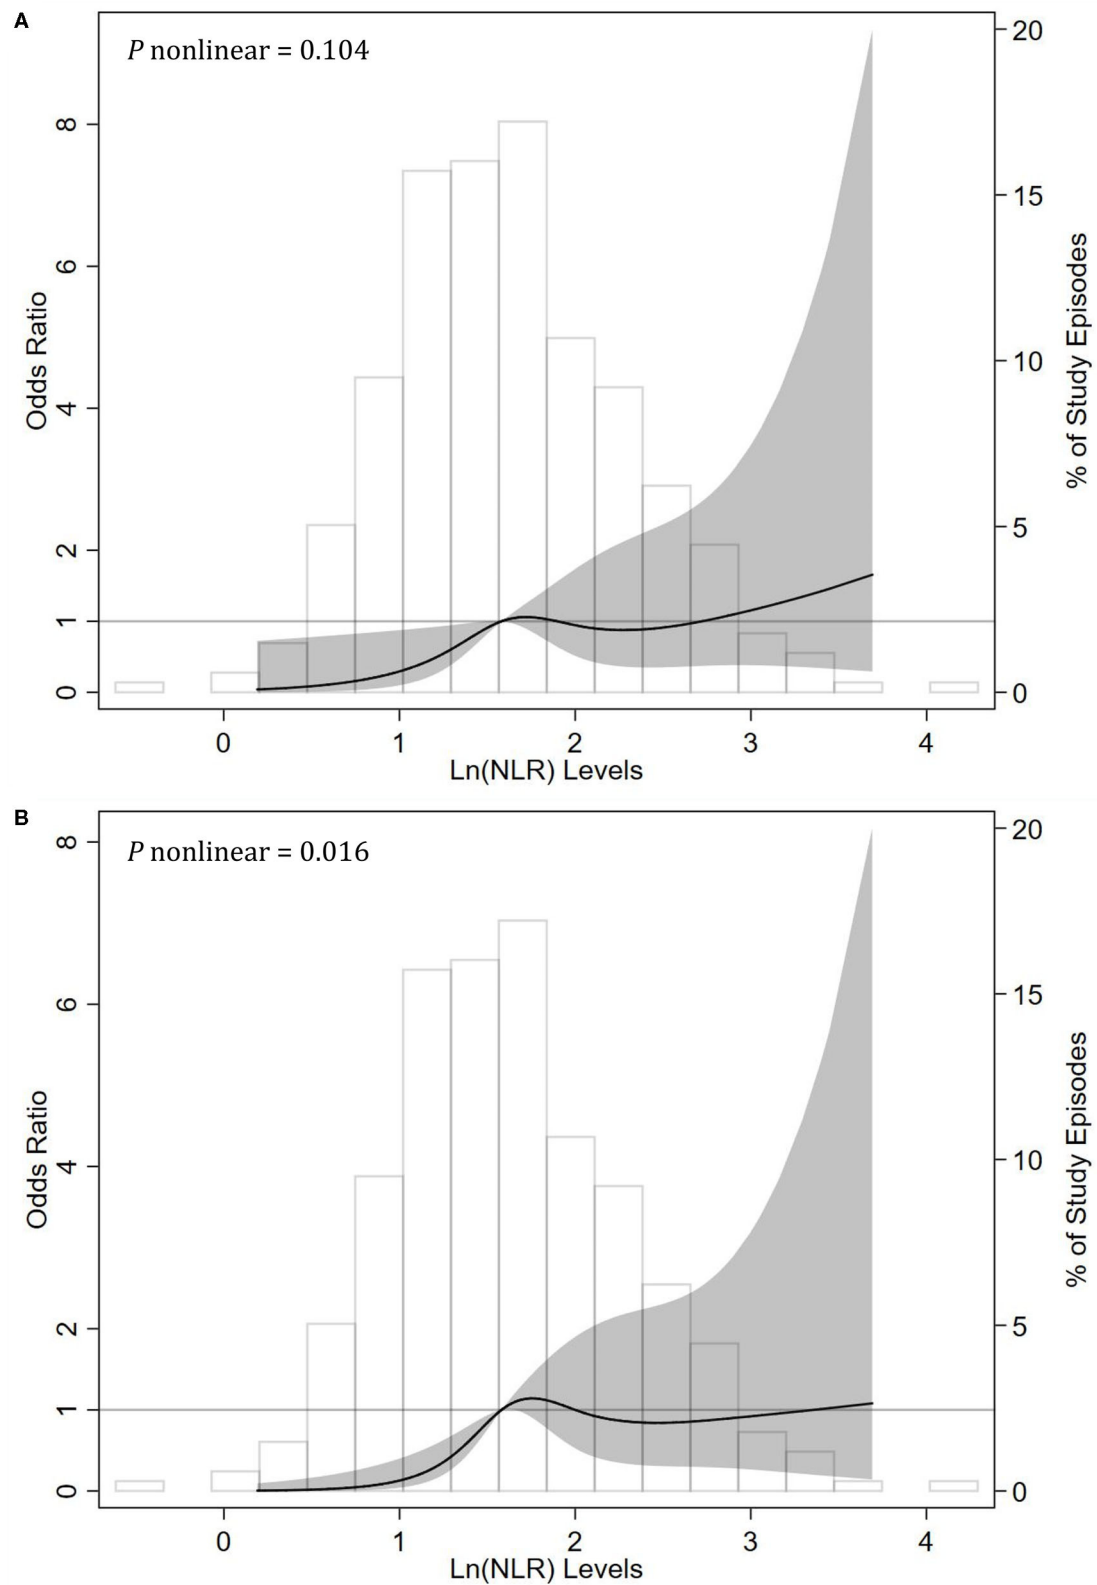 A
P nonlinear = 0.104
20
15
10
5
0
8
6
4
2
1
0
Odds Ratio
% of Study Episodes
0 1 2 3 4
Ln(NLR) Levels
B
P nonlinear = 0.016
20
15
10
5
0
8
6
4
2
1
0
Odds Ratio
% of Study Episodes
0 1 2 3 4
Ln(NLR) Levels